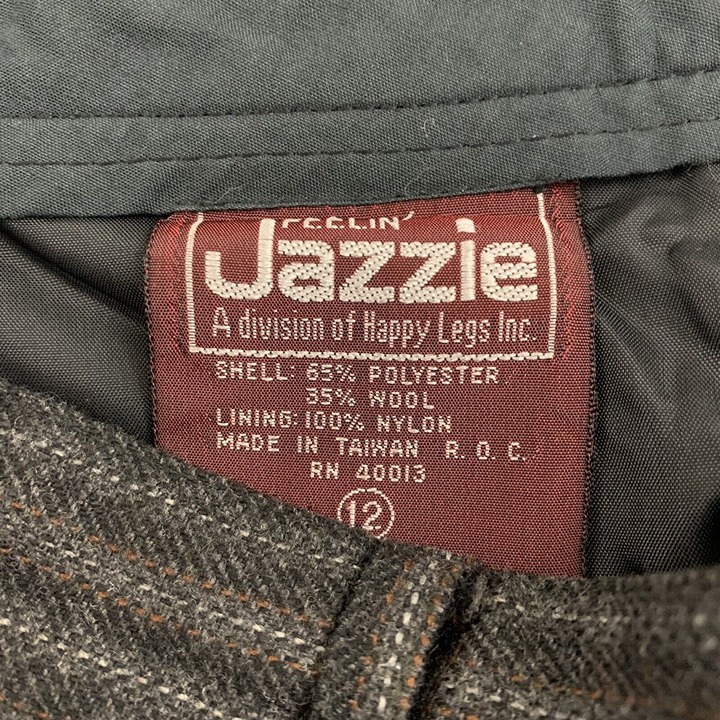 FEELIN'
Jazzie
A division of Happy Legs Inc.
SHELL: 65% POLYESTER
35% WOOL
LINING: 100% NYLON
MADE IN TAIWAN R. O. C.
RN 40013
12